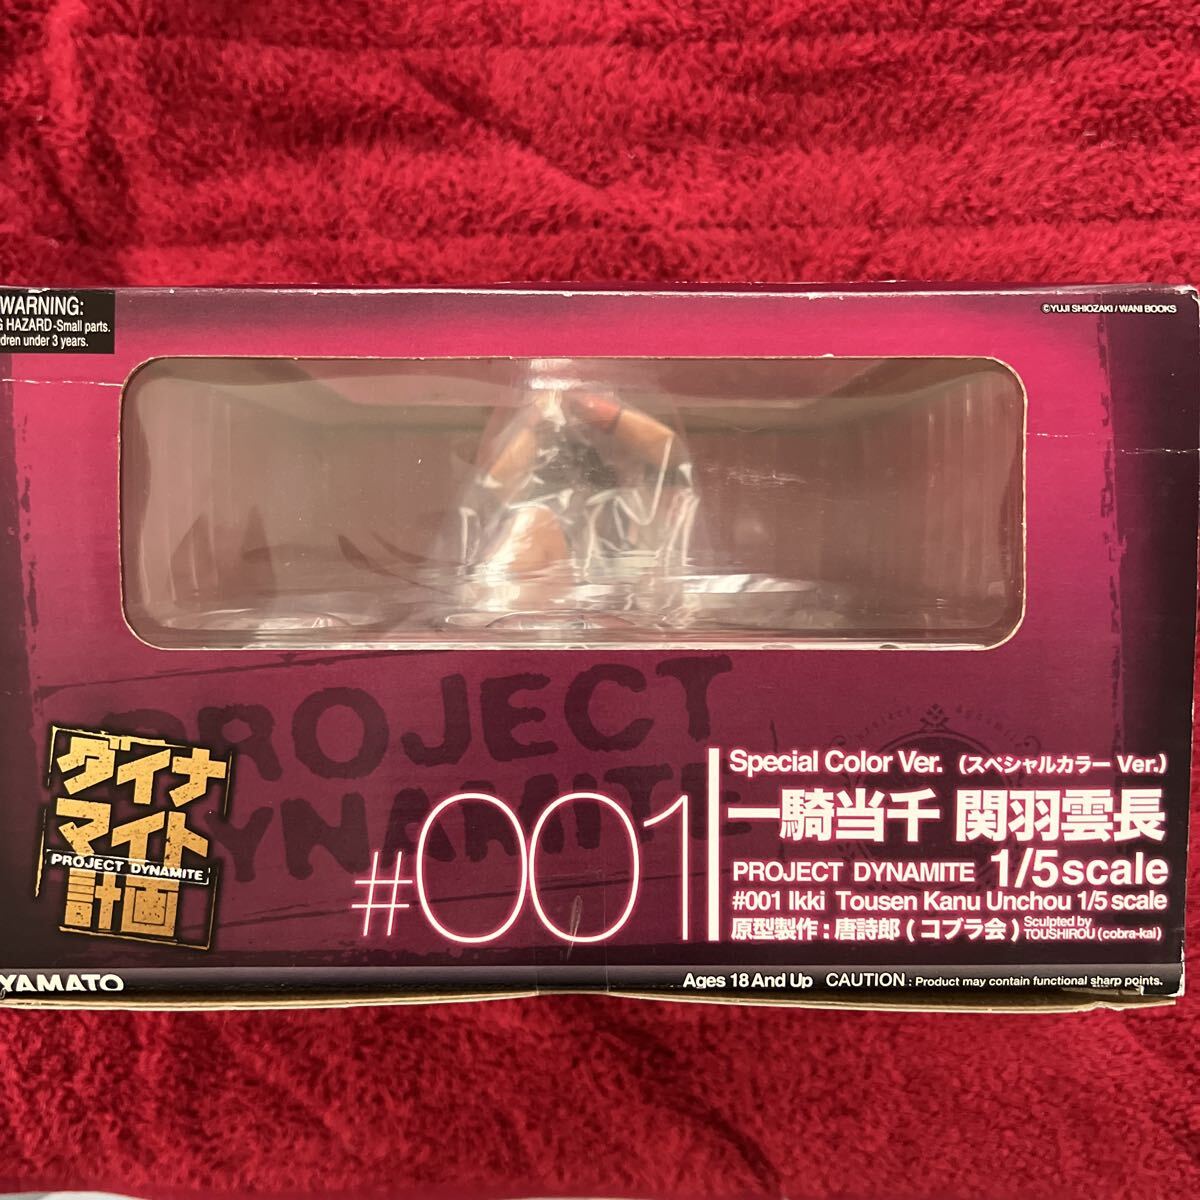 WARNING:
G HAZARD-Small parts.
dren under 3 years.
©YUJI SHIOZAKI / WANI BOOKS
PROJECT
DYNAMITE
ダイナ
マイト
PROJECT DYNAMITE
計画
#001
Special Color Ver. (スペシャルカラー Ver.)
一騎当千 関羽雲長
PROJECT DYNAMITE 1/5scale
#001 Ikki Tousen Kanu Unchou 1/5 scale
原型製作 : 唐詩郎 ( コブラ会 ) Sculpted by
TOUSHIROU (cobra-kai)
YAMATO
Ages 18 And Up CAUTION : Product may contain functional sharp points.